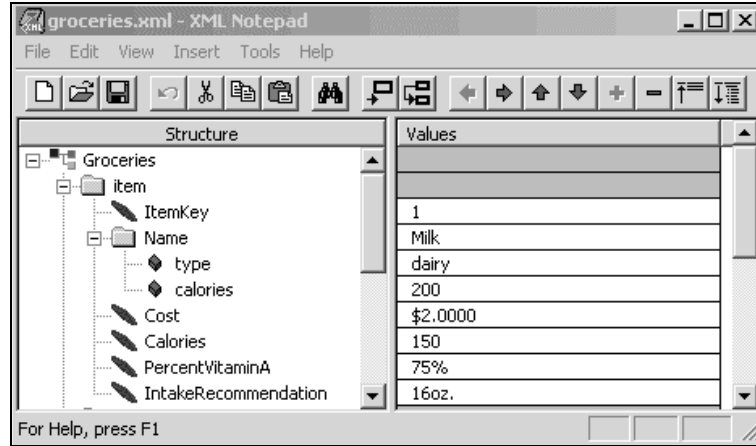 groceries.xml - XML Notepad
File Edit View Insert Tools Help
Structure Values
Groceries
item
ItemKey 1
Name Milk
type dairy
calories 200
Cost $2.0000
Calories 150
PercentVitaminA 75%
IntakeRecommendation 16oz.
For Help, press F1